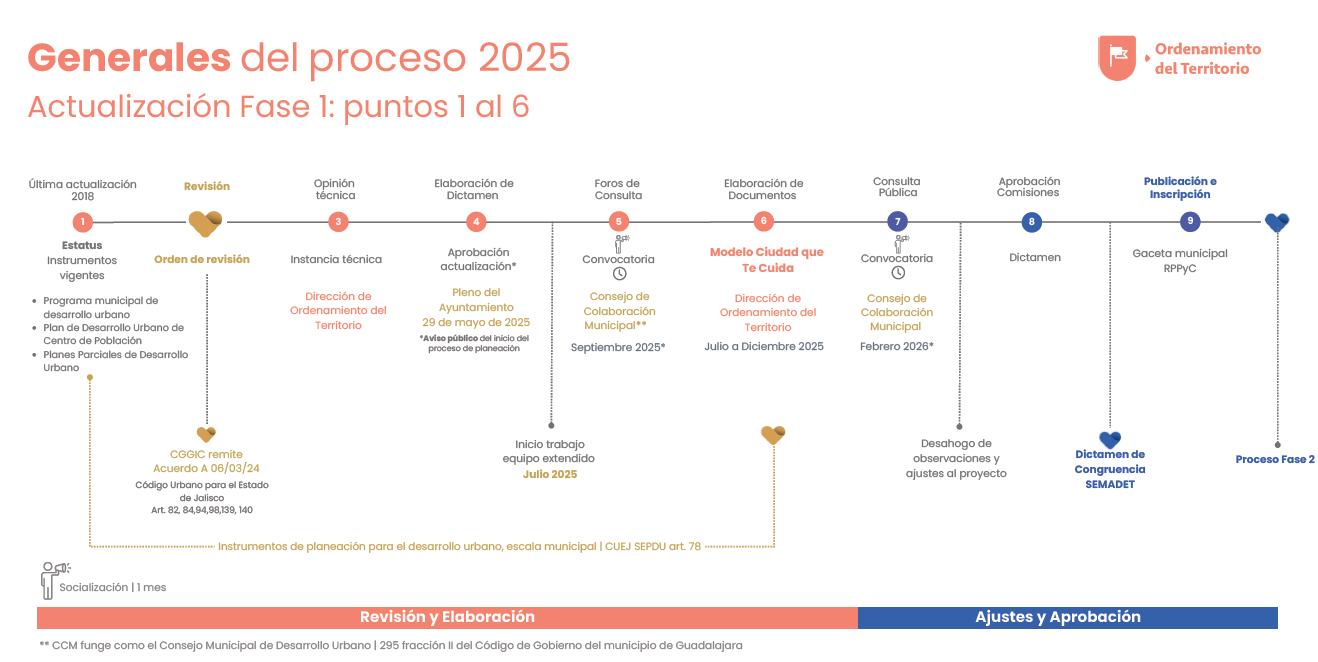 Generales del proceso 2025
Actualización Fase 1: puntos 1 al 6
Ordenamiento
del Territorio
Última actualización
2018
1
Estatus
Instrumentos
vigentes
• Programa municipal de
desarrollo urbano
• Plan de Desarrollo Urbano de
Centro de Población
• Planes Parciales de Desarrollo
Urbano
Revisión
Orden de revisión
CGGIC remite
Acuerdo A 06/03/24
Código Urbano para el Estado
de Jalisco
Art. 82, 84,94,98,139, 140
Opinión
técnica
3
Instancia técnica
Dirección de
Ordenamiento del
Territorio
Elaboración de
Dictamen
4
Aprobación
actualización*
Pleno del
Ayuntamiento
29 de mayo de 2025
*Aviso público del inicio del
proceso de planeación
Inicio trabajo
equipo extendido
Julio 2025
Foros de
Consulta
5
Convocatoria
Consejo de
Colaboración
Municipal**
Septiembre 2025*
Elaboración de
Documentos
6
Modelo Ciudad que
Te Cuida
Dirección de
Ordenamiento del
Territorio
Julio a Diciembre 2025
Consulta
Pública
7
Convocatoria
Consejo de
Colaboración
Municipal
Febrero 2026*
Desahogo de
observaciones y
ajustes al proyecto
Aprobación
Comisiones
8
Dictamen
Dictamen de
Congruencia
SEMADET
Publicación e
Inscripción
9
Gaceta municipal
RPPyC
Proceso Fase 2
Instrumentos de planeación para el desarrollo urbano, escala municipal | CUEJ SEPDU art. 78
Socialización | 1 mes
Revisión y Elaboración
Ajustes y Aprobación
** CCM funge como el Consejo Municipal de Desarrollo Urbano | 295 fracción II del Código de Gobierno del municipio de Guadalajara